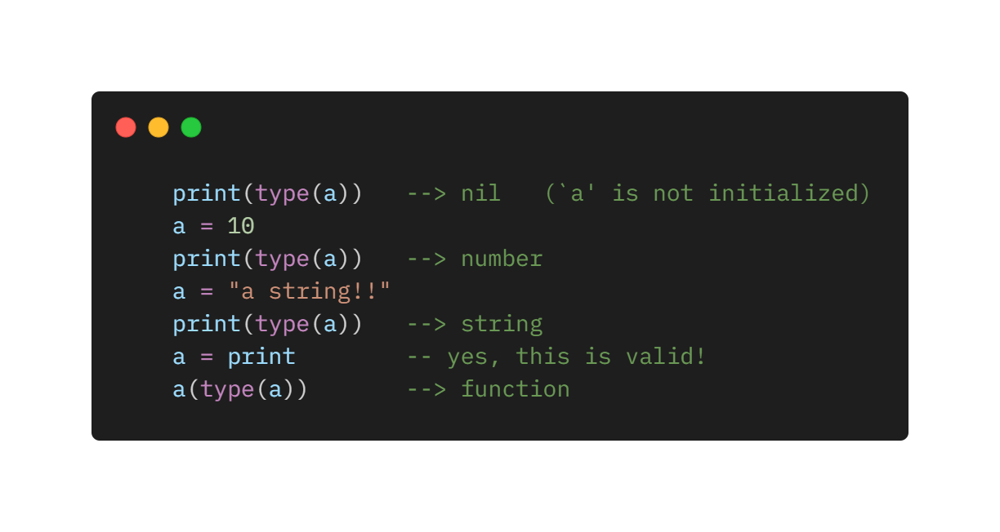 print(type(a))   --> nil   (`a' is not initialized)
a = 10
print(type(a))   --> number
a = "a string!!"
print(type(a))   --> string
a = print        -- yes, this is valid!
a(type(a))       --> function